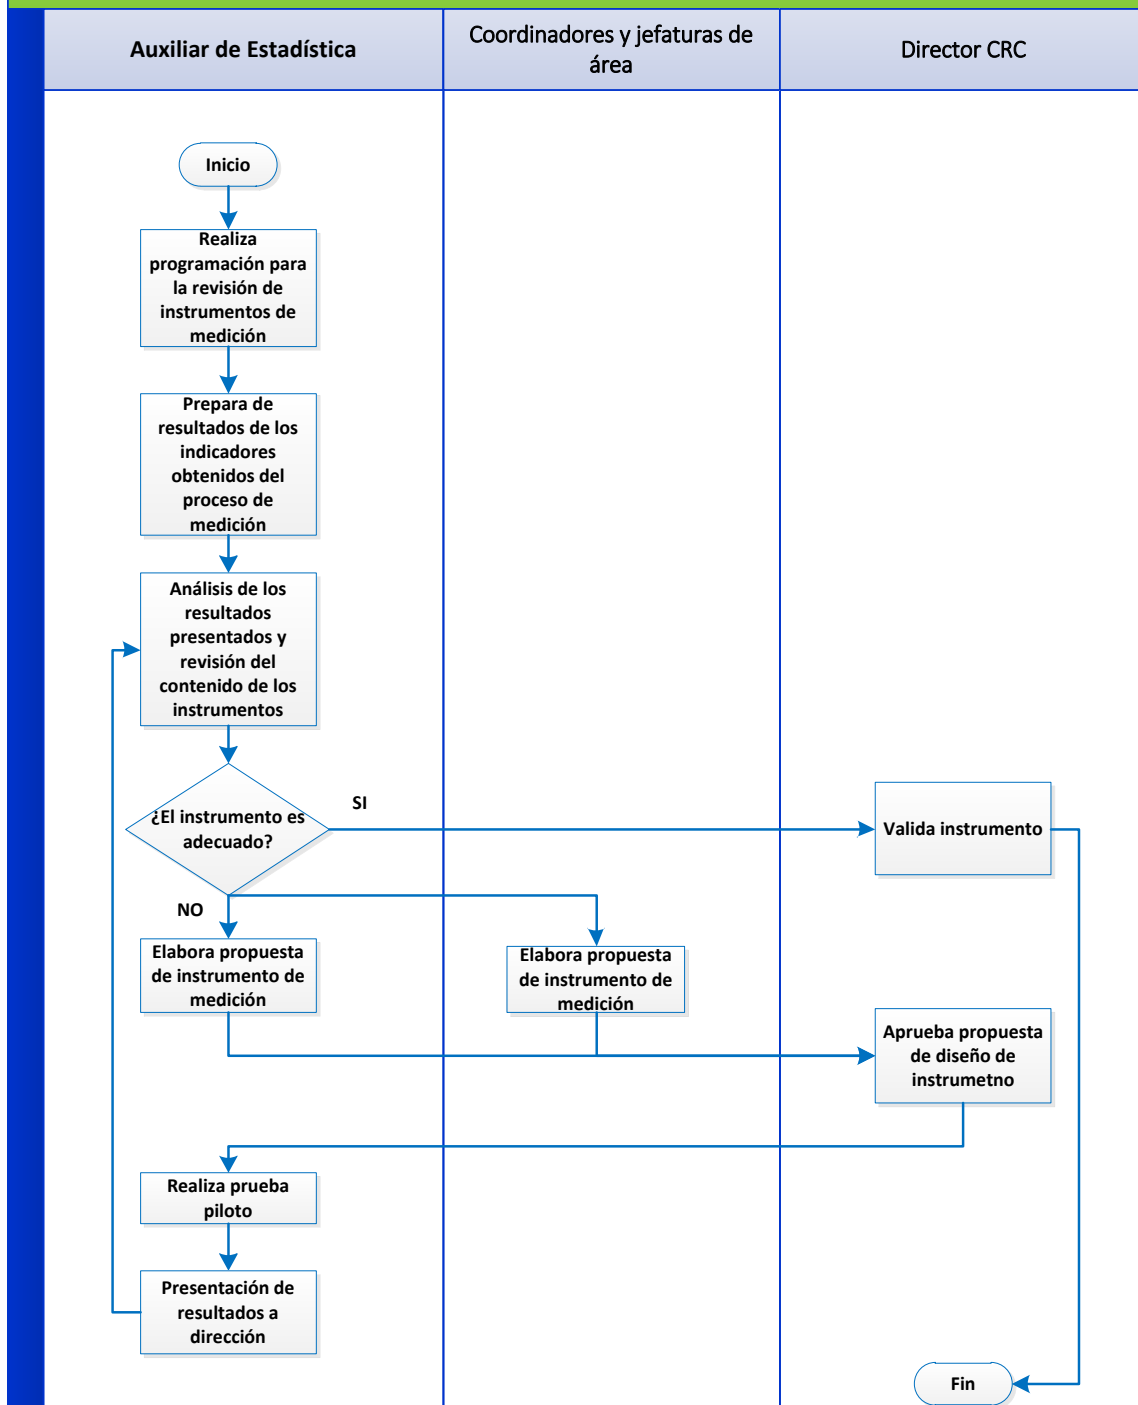 Auxiliar de Estadística
Coordinadores y jefaturas de
área
Director CRC
Inicio
Realiza
programación para
la revisión de
instrumentos de
medición
Prepara de
resultados de los
indicadores
obtenidos del
proceso de
medición
Análisis de los
resultados
presentados y
revisión del
contenido de los
instrumentos
¿El instrumento es
adecuado?
SI
Valida instrumento
NO
Elabora propuesta
de instrumento de
medición
Elabora propuesta
de instrumento de
medición
Aprueba propuesta
de diseño de
instrumetno
Realiza prueba
piloto
Presentación de
resultados a
dirección
Fin